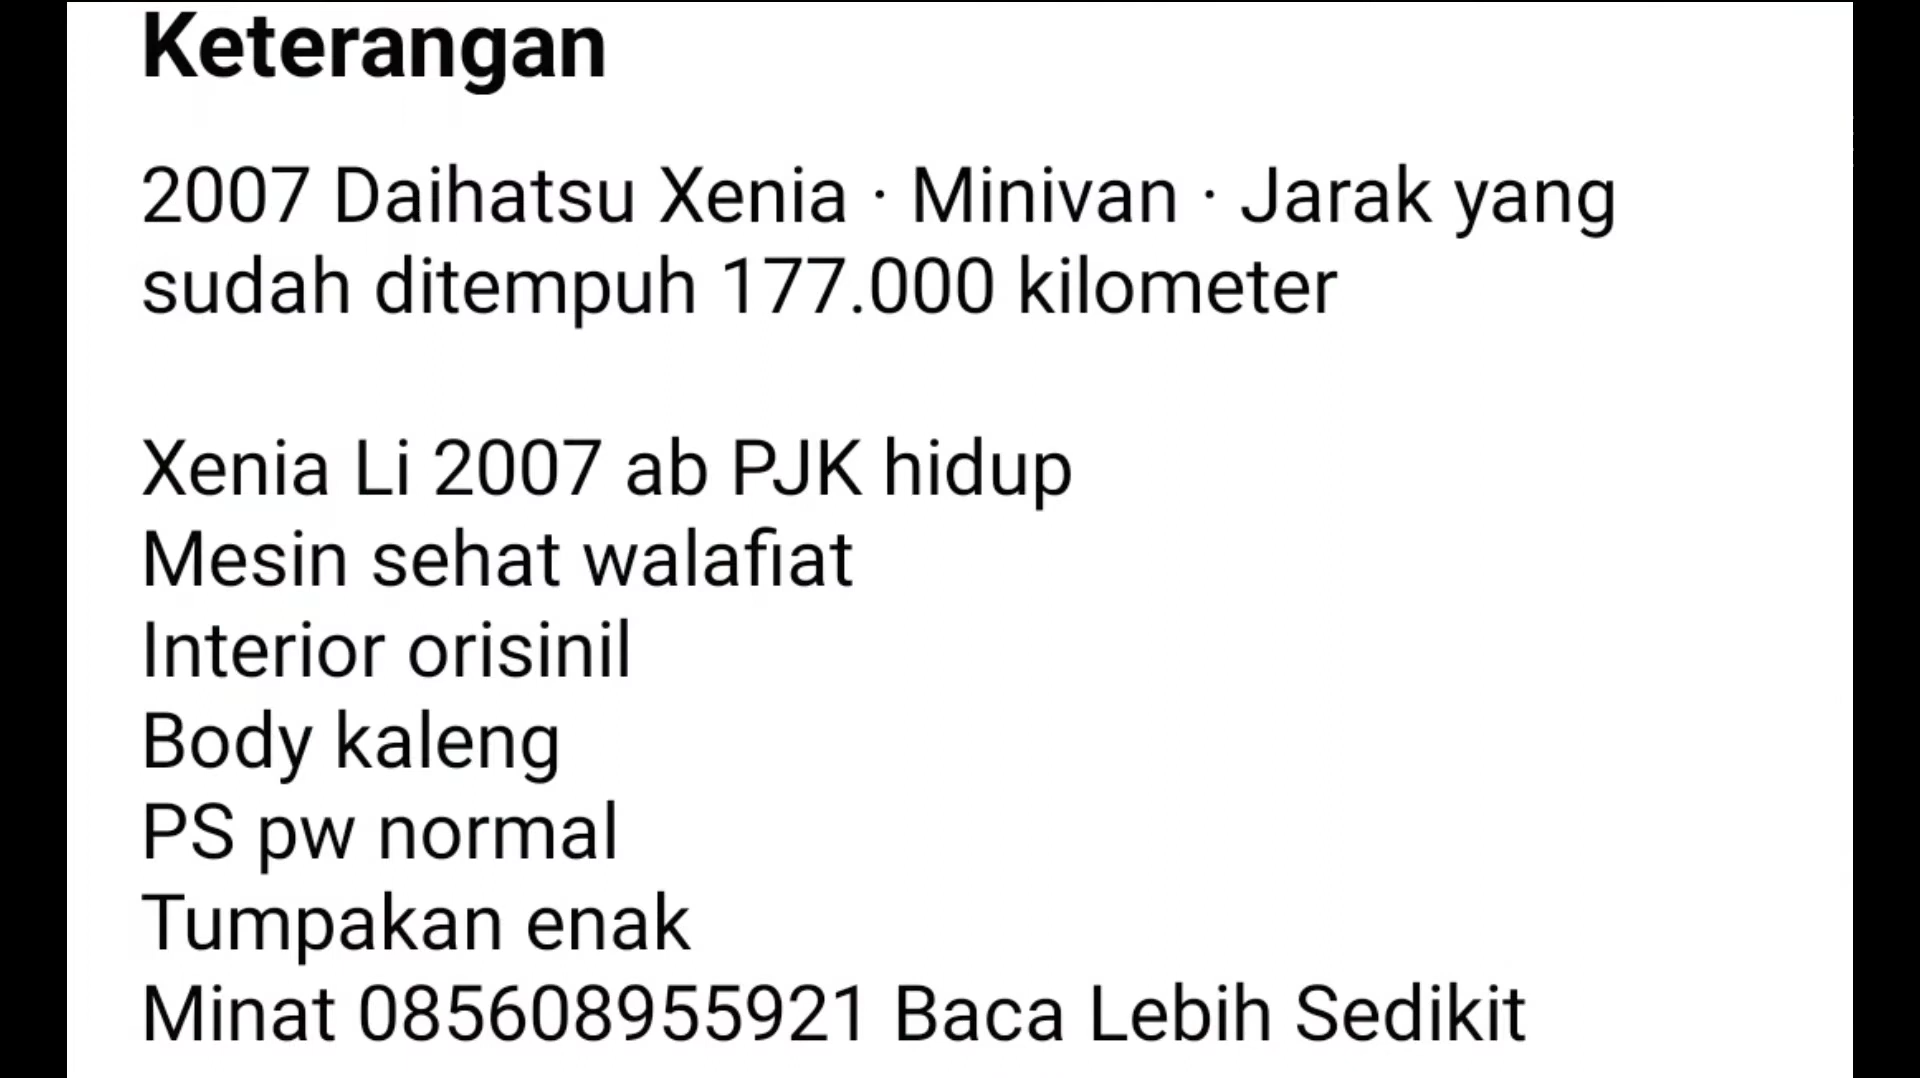 Keterangan
2007 Daihatsu Xenia · Minivan · Jarak yang
sudah ditempuh 177.000 kilometer
Xenia Li 2007 ab PJK hidup
Mesin sehat walafiat
Interior orisinil
Body kaleng
PS pw normal
Tumpakan enak
Minat 085608955921 Baca Lebih Sedikit